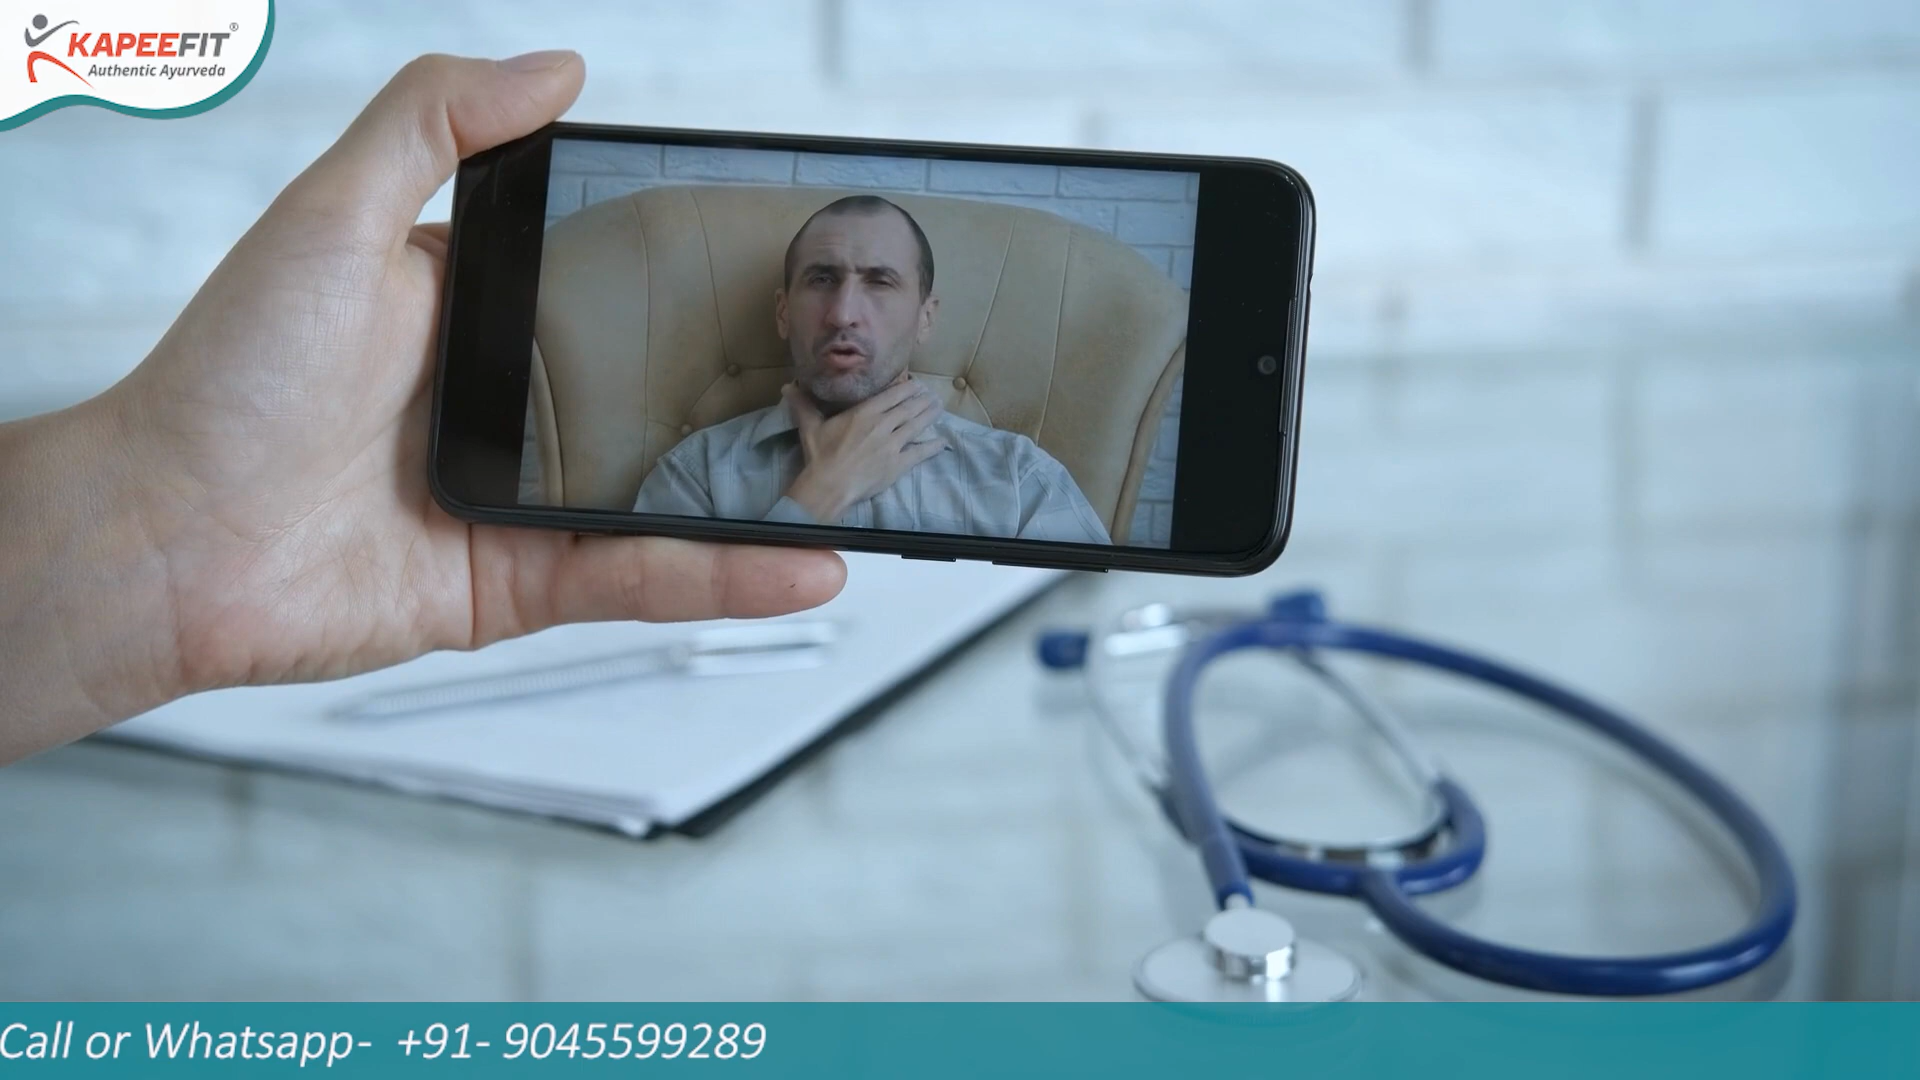 KAPEEFIT®
Authentic Ayurveda
Call or Whatsapp- +91- 9045599289